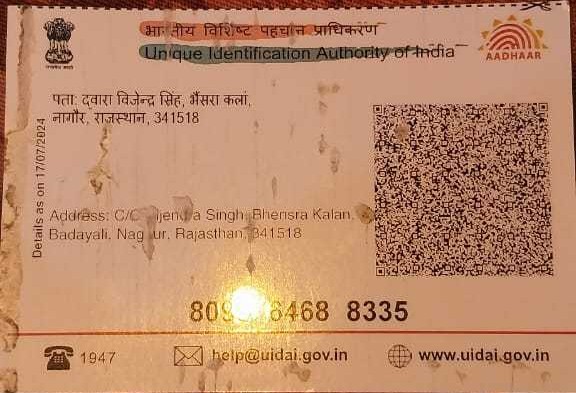 भारतीय विशिष्ट पहचान प्राधिकरण
Unique Identification Authority of India
AADHAAR
पता: द्वारा विजेन्द्र सिंह, भैंसरा कलां,
नागौर, राजस्थान, 341518
Details as on 17/07/2024
Address: Singh, Bhensra Kalan,
Badayali, Rajasthan, 341518
8335
1947
help@uidai.gov.in
www.uidai.gov.in